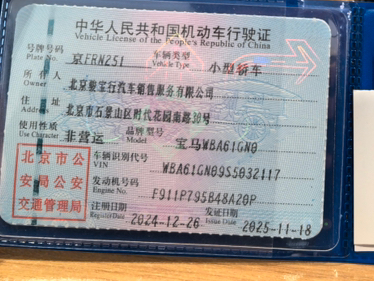 中华人民共和国机动车行驶证
Vehicle License of the People's Republic of China
号牌号码 京FRN251 车辆类型 小型轿车
Plate No. Vehicle Type
所有人 北京骏宝行汽车销售服务有限公司
Owner
住址 北京市石景山区时代花园南路30号
Address
使用性质 非营运 品牌型号 宝马WBA61GN0
Use Character Model
北京市公
安局公安
交通管理局
车辆识别代号 WBA61GN09S5032117
VIN
发动机号码 F911P795B48A20P
Engine No.
注册日期 2024-12-26 发证日期 2025-11-18
Register Date Issue Date